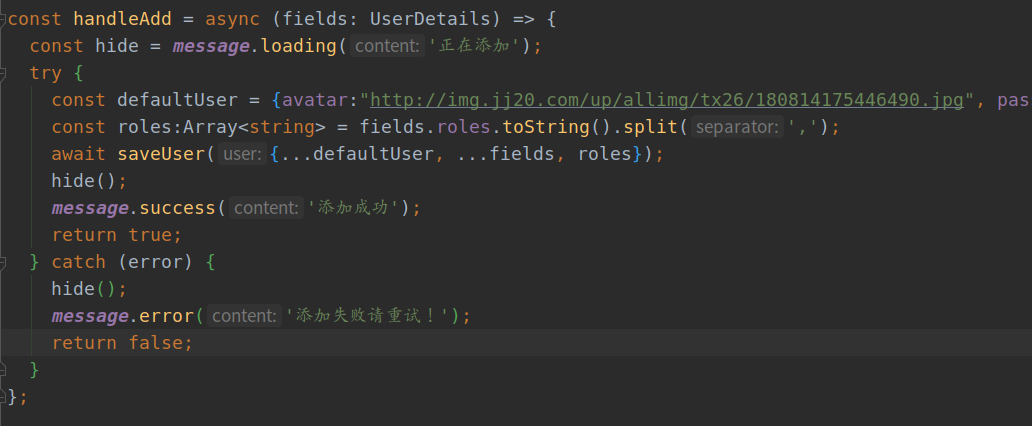 const handleAdd = async (fields: UserDetails) => {
const hide = message.loading( content: '正在添加');
try {
const defaultUser = {avatar:"http://img.jj20.com/up/allimg/tx26/180814175446490.jpg", pas
const roles:Array<string> = fields.roles.toString().split( separator: ',');
await saveUser( user: {...defaultUser, ...fields, roles});
hide();
message.success( content: '添加成功');
return true;
} catch (error) {
hide();
message.error( content: '添加失败请重试！');
return false;
}
};